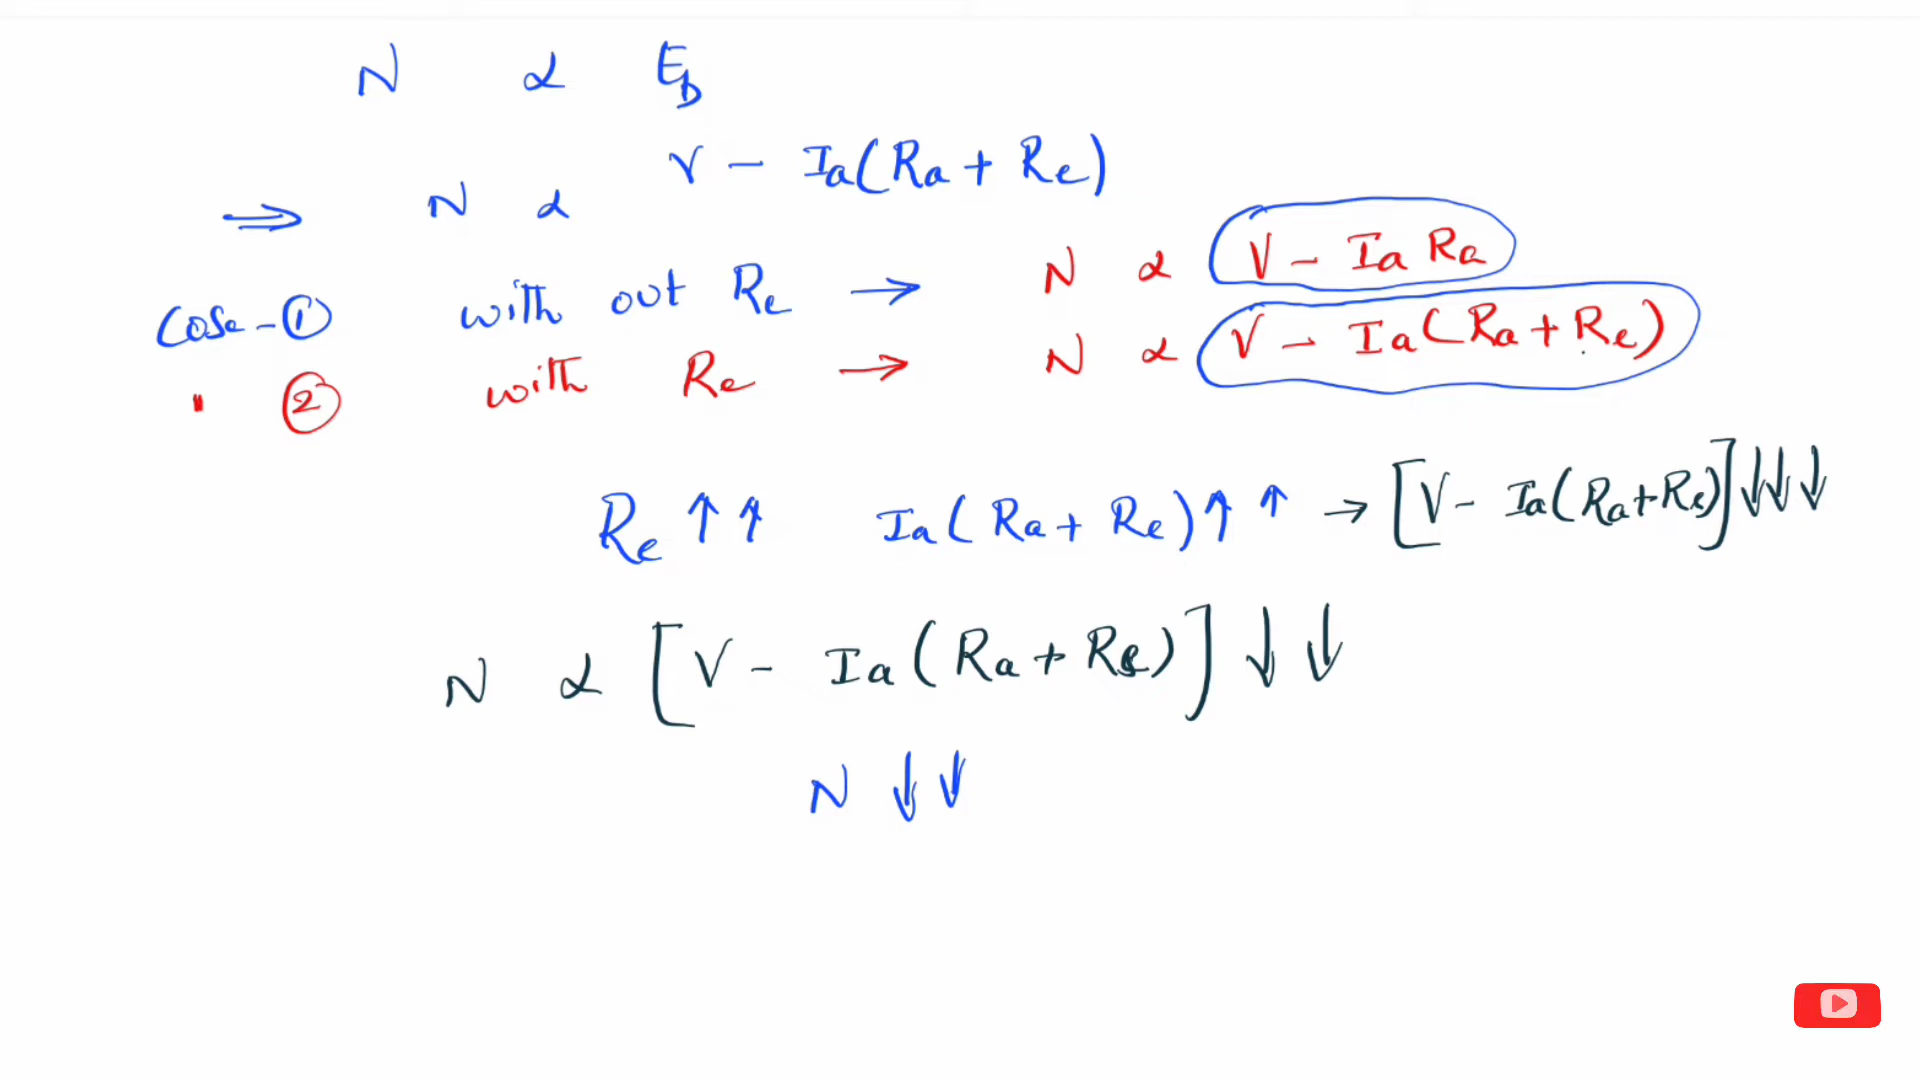 N α Eb
⇒ N α V - Ia(Ra + Re)
Case - ① with out Re → N α V - Ia Ra
" ② with Re → N α V - Ia(Ra + Re)
Re ↑↑ Ia(Ra + Re)↑↑ → [V - Ia(Ra+Re)]↓↓↓
N α [V - Ia(Ra + Re)]↓↓
N ↓↓